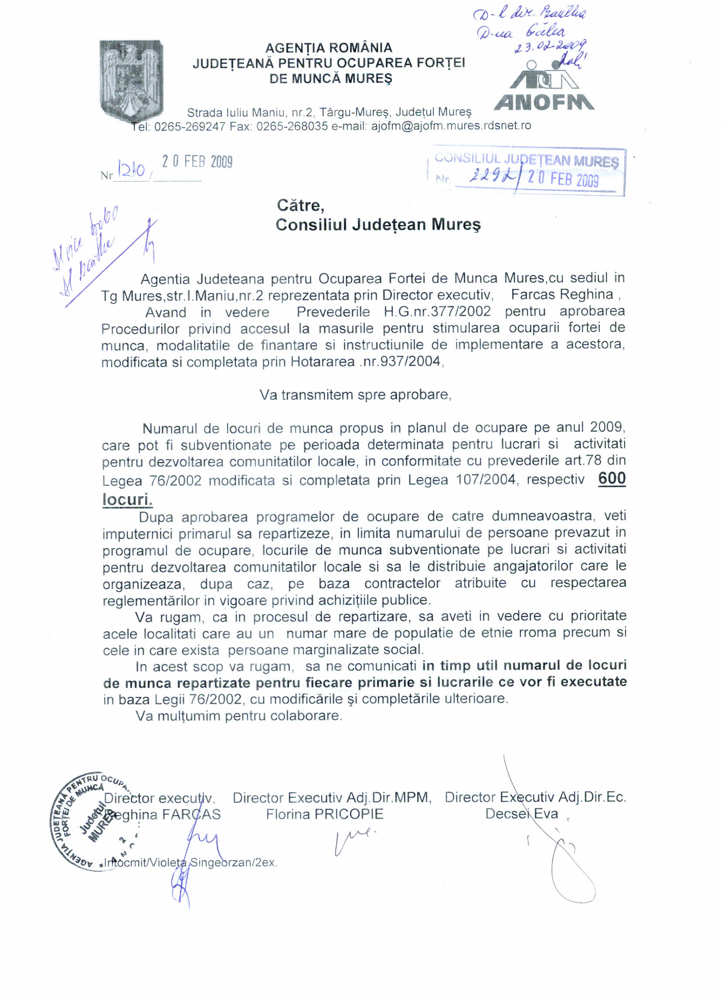 D-l dir. Bartha
D-na Gălea
23.02.2009
AGENȚIA ROMÂNIA
JUDEȚEANĂ PENTRU OCUPAREA FORȚEI
DE MUNCĂ MUREŞ
ANOFM
Strada Iuliu Maniu, nr.2, Târgu-Mureş, Județul Mureş
Tel: 0265-269247 Fax: 0265-268035 e-mail: ajofm@ajofm.mures.rdsnet.ro
Nr 1210 / 20 FEB 2009
CONSILIUL JUDEȚEAN MUREŞ
Nr. 2292/ 20 FEB 2009
Către,
Consiliul Județean Mureş
Agentia Judeteana pentru Ocuparea Fortei de Munca Mures,cu sediul in
Tg Mures,str.I.Maniu,nr.2 reprezentata prin Director executiv, Farcas Reghina ,
Avand in vedere Prevederile H.G.nr.377/2002 pentru aprobarea
Procedurilor privind accesul la masurile pentru stimularea ocuparii fortei de
munca, modalitatile de finantare si instructiunile de implementare a acestora,
modificata si completata prin Hotararea .nr.937/2004,
Va transmitem spre aprobare,
Numarul de locuri de munca propus in planul de ocupare pe anul 2009,
care pot fi subventionate pe perioada determinata pentru lucrari si activitati
pentru dezvoltarea comunitatilor locale, in conformitate cu prevederile art.78 din
Legea 76/2002 modificata si completata prin Legea 107/2004, respectiv 600
locuri.
Dupa aprobarea programelor de ocupare de catre dumneavoastra, veti
imputernici primarul sa repartizeze, in limita numarului de persoane prevazut in
programul de ocupare, locurile de munca subventionate pe lucrari si activitati
pentru dezvoltarea comunitatilor locale si sa le distribuie angajatorilor care le
organizeaza, dupa caz, pe baza contractelor atribuite cu respectarea
reglementărilor in vigoare privind achizițiile publice.
Va rugam, ca in procesul de repartizare, sa aveti in vedere cu prioritate
acele localitati care au un numar mare de populatie de etnie rroma precum si
cele in care exista persoane marginalizate social.
In acest scop va rugam, sa ne comunicati in timp util numarul de locuri
de munca repartizate pentru fiecare primarie si lucrarile ce vor fi executate
in baza Legii 76/2002, cu modificările şi completările ulterioare.
Va mulțumim pentru colaborare.
AGENȚIA JUDEȚEANĂ PENTRU OCUPA
FORȚEI DE MUNCĂ
Județul
MUREŞ
Director executiv, Director Executiv Adj.Dir.MPM, Director Executiv Adj.Dir.Ec.
Reghina FARCAS Florina PRICOPIE Decsei Eva
Intocmit/Violeta Singeorzan/2ex.